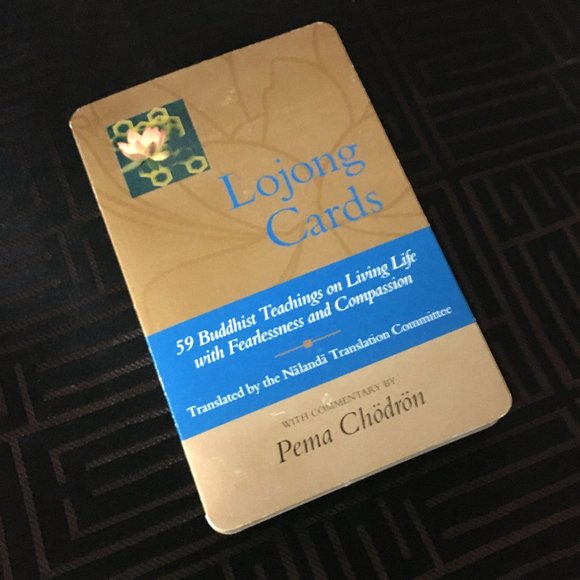 Lojong
Cards
59 Buddhist Teachings on Living Life
with Fearlessness and Compassion
Translated by the Nālandā Translation Committee
WITH COMMENTARY BY
Pema Chödrön